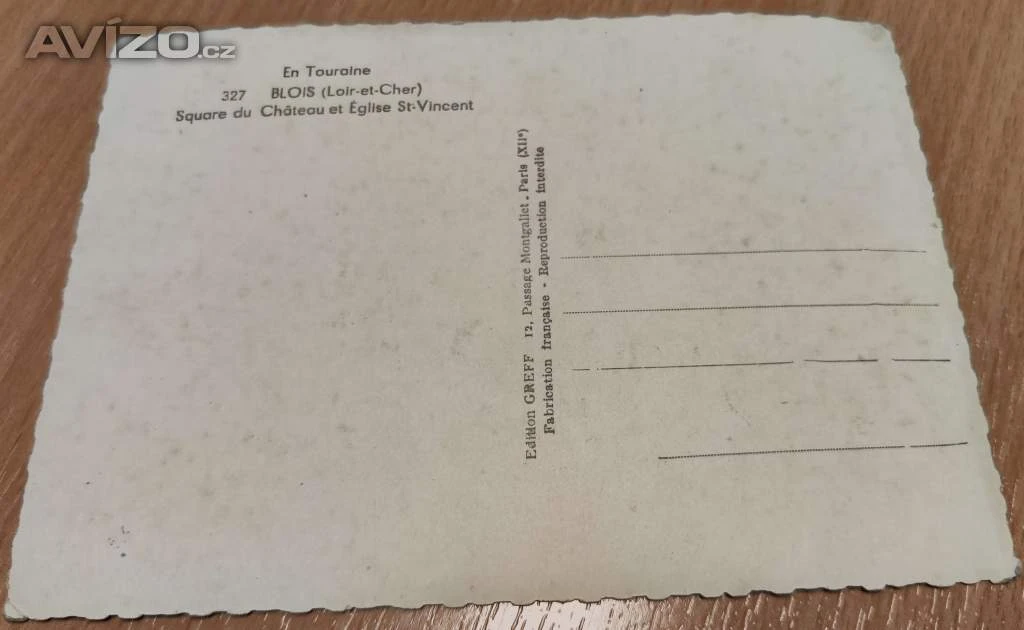 AVÍZO.cz
En Touraine
327 BLOIS (Loir-et-Cher)
Square du Château et Église St-Vincent
Edition GREFF 12, Passage Montgallet - Paris (XIIe)
Fabrication française - Reproduction interdite